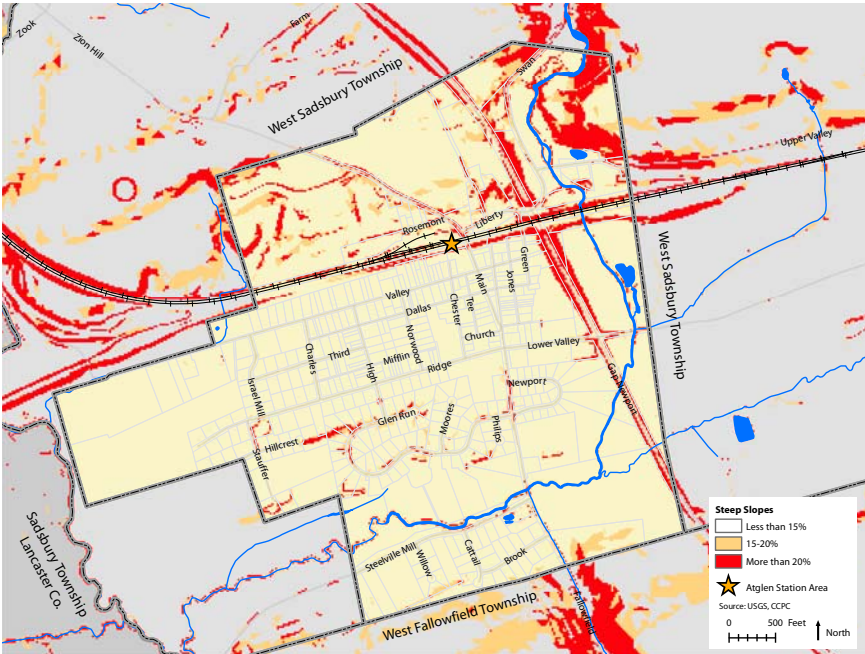 Zook
Zion Hill
Farm
West Sadsbury Township
Swan
Upper Valley
Rosemont
Liberty
Green
Jones
Main
Tee
Chester
Valley
Dallas
Norwood
Church
Lower Valley
Third
Mifflin
Ridge
Charles
High
Israel Mill
Newport
Gap Newport
West Sadsbury Township
Glen Run
Moores
Philips
Hillcrest
Stauffer
Sadsbury Township
Lancaster Co.
Steelville Mill
Willow
Cattail
Brook
Fallowfield
West Fallowfield Township
Steep Slopes
Less than 15%
15-20%
More than 20%
Atglen Station Area
Source: USGS, CCPC
0 500 Feet
North